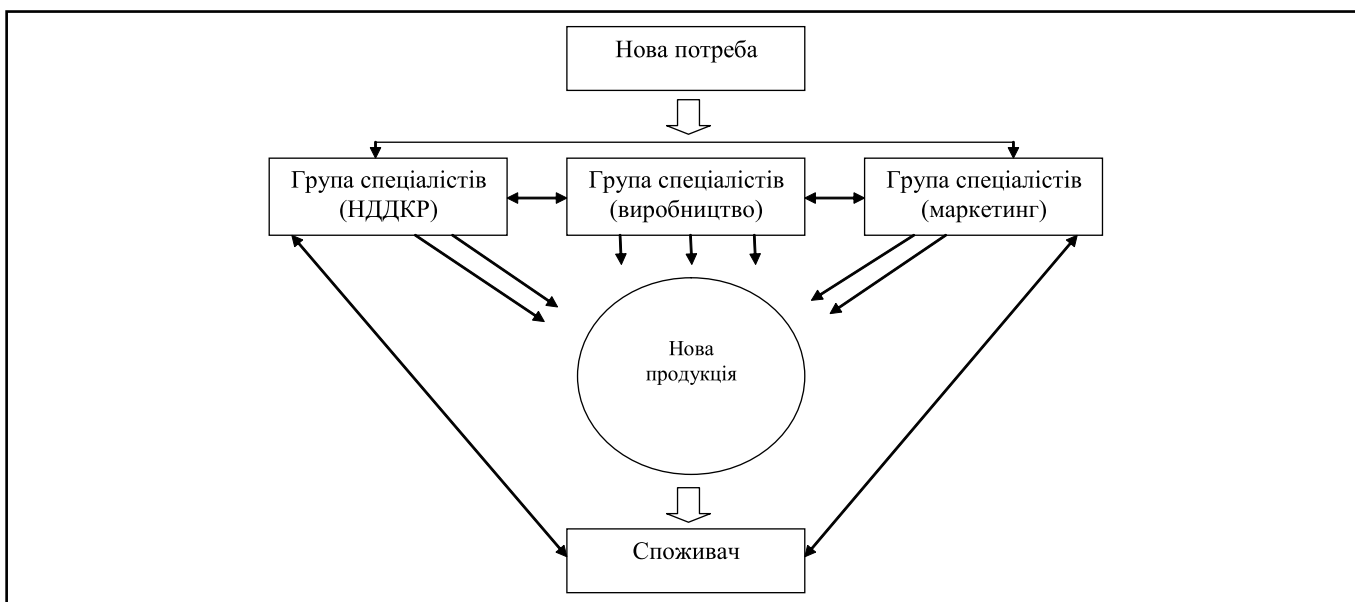 Нова потреба
Група спеціалістів
(НДДКР)
Група спеціалістів
(виробництво)
Група спеціалістів
(маркетинг)
Нова
продукція
Споживач